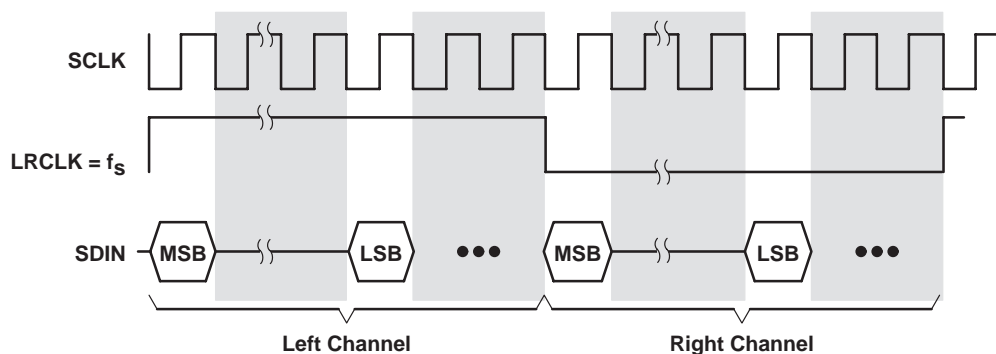 SCLK
LRCLK = fS
SDIN MSB LSB ●●● MSB LSB ●●●
Left Channel Right Channel